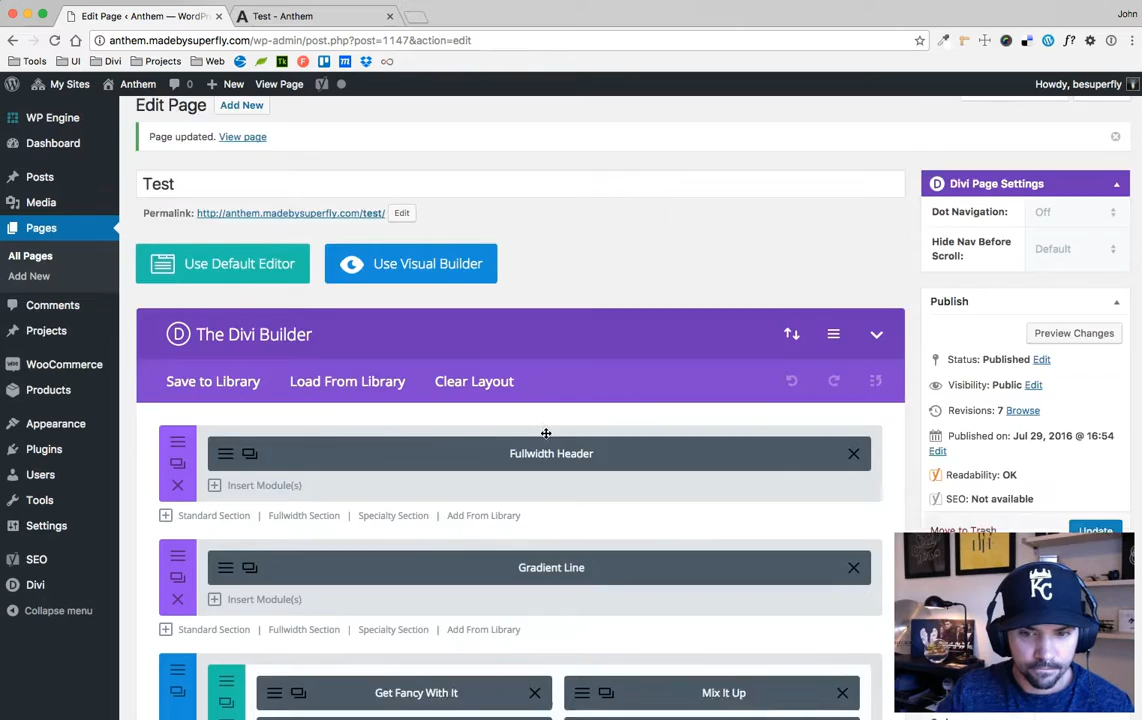 Edit Page ‹ Anthem — WordPr
Test - Anthem
John
anthem.madebysuperfly.com/wp-admin/post.php?post=1147&action=edit
Tools
UI
Divi
Projects
Web
My Sites
Anthem
0
New
View Page
Howdy, besuperfly
WP Engine
Dashboard
Posts
Media
Pages
All Pages
Add New
Comments
Projects
WooCommerce
Products
Appearance
Plugins
Users
Tools
Settings
SEO
Divi
Collapse menu
Edit Page
Add New
Page updated. View page
Test
Permalink: http://anthem.madebysuperfly.com/test/ Edit
Use Default Editor
Use Visual Builder
The Divi Builder
Save to Library
Load From Library
Clear Layout
Fullwidth Header
Insert Module(s)
Standard Section | Fullwidth Section | Specialty Section | Add From Library
Gradient Line
Insert Module(s)
Standard Section | Fullwidth Section | Specialty Section | Add From Library
Get Fancy With It
Mix It Up
Divi Page Settings
Dot Navigation: Off
Hide Nav Before Scroll: Default
Publish
Preview Changes
Status: Published Edit
Visibility: Public Edit
Revisions: 7 Browse
Published on: Jul 29, 2016 @ 16:54
Edit
Readability: OK
SEO: Not available
Move to Trash
Update
KC